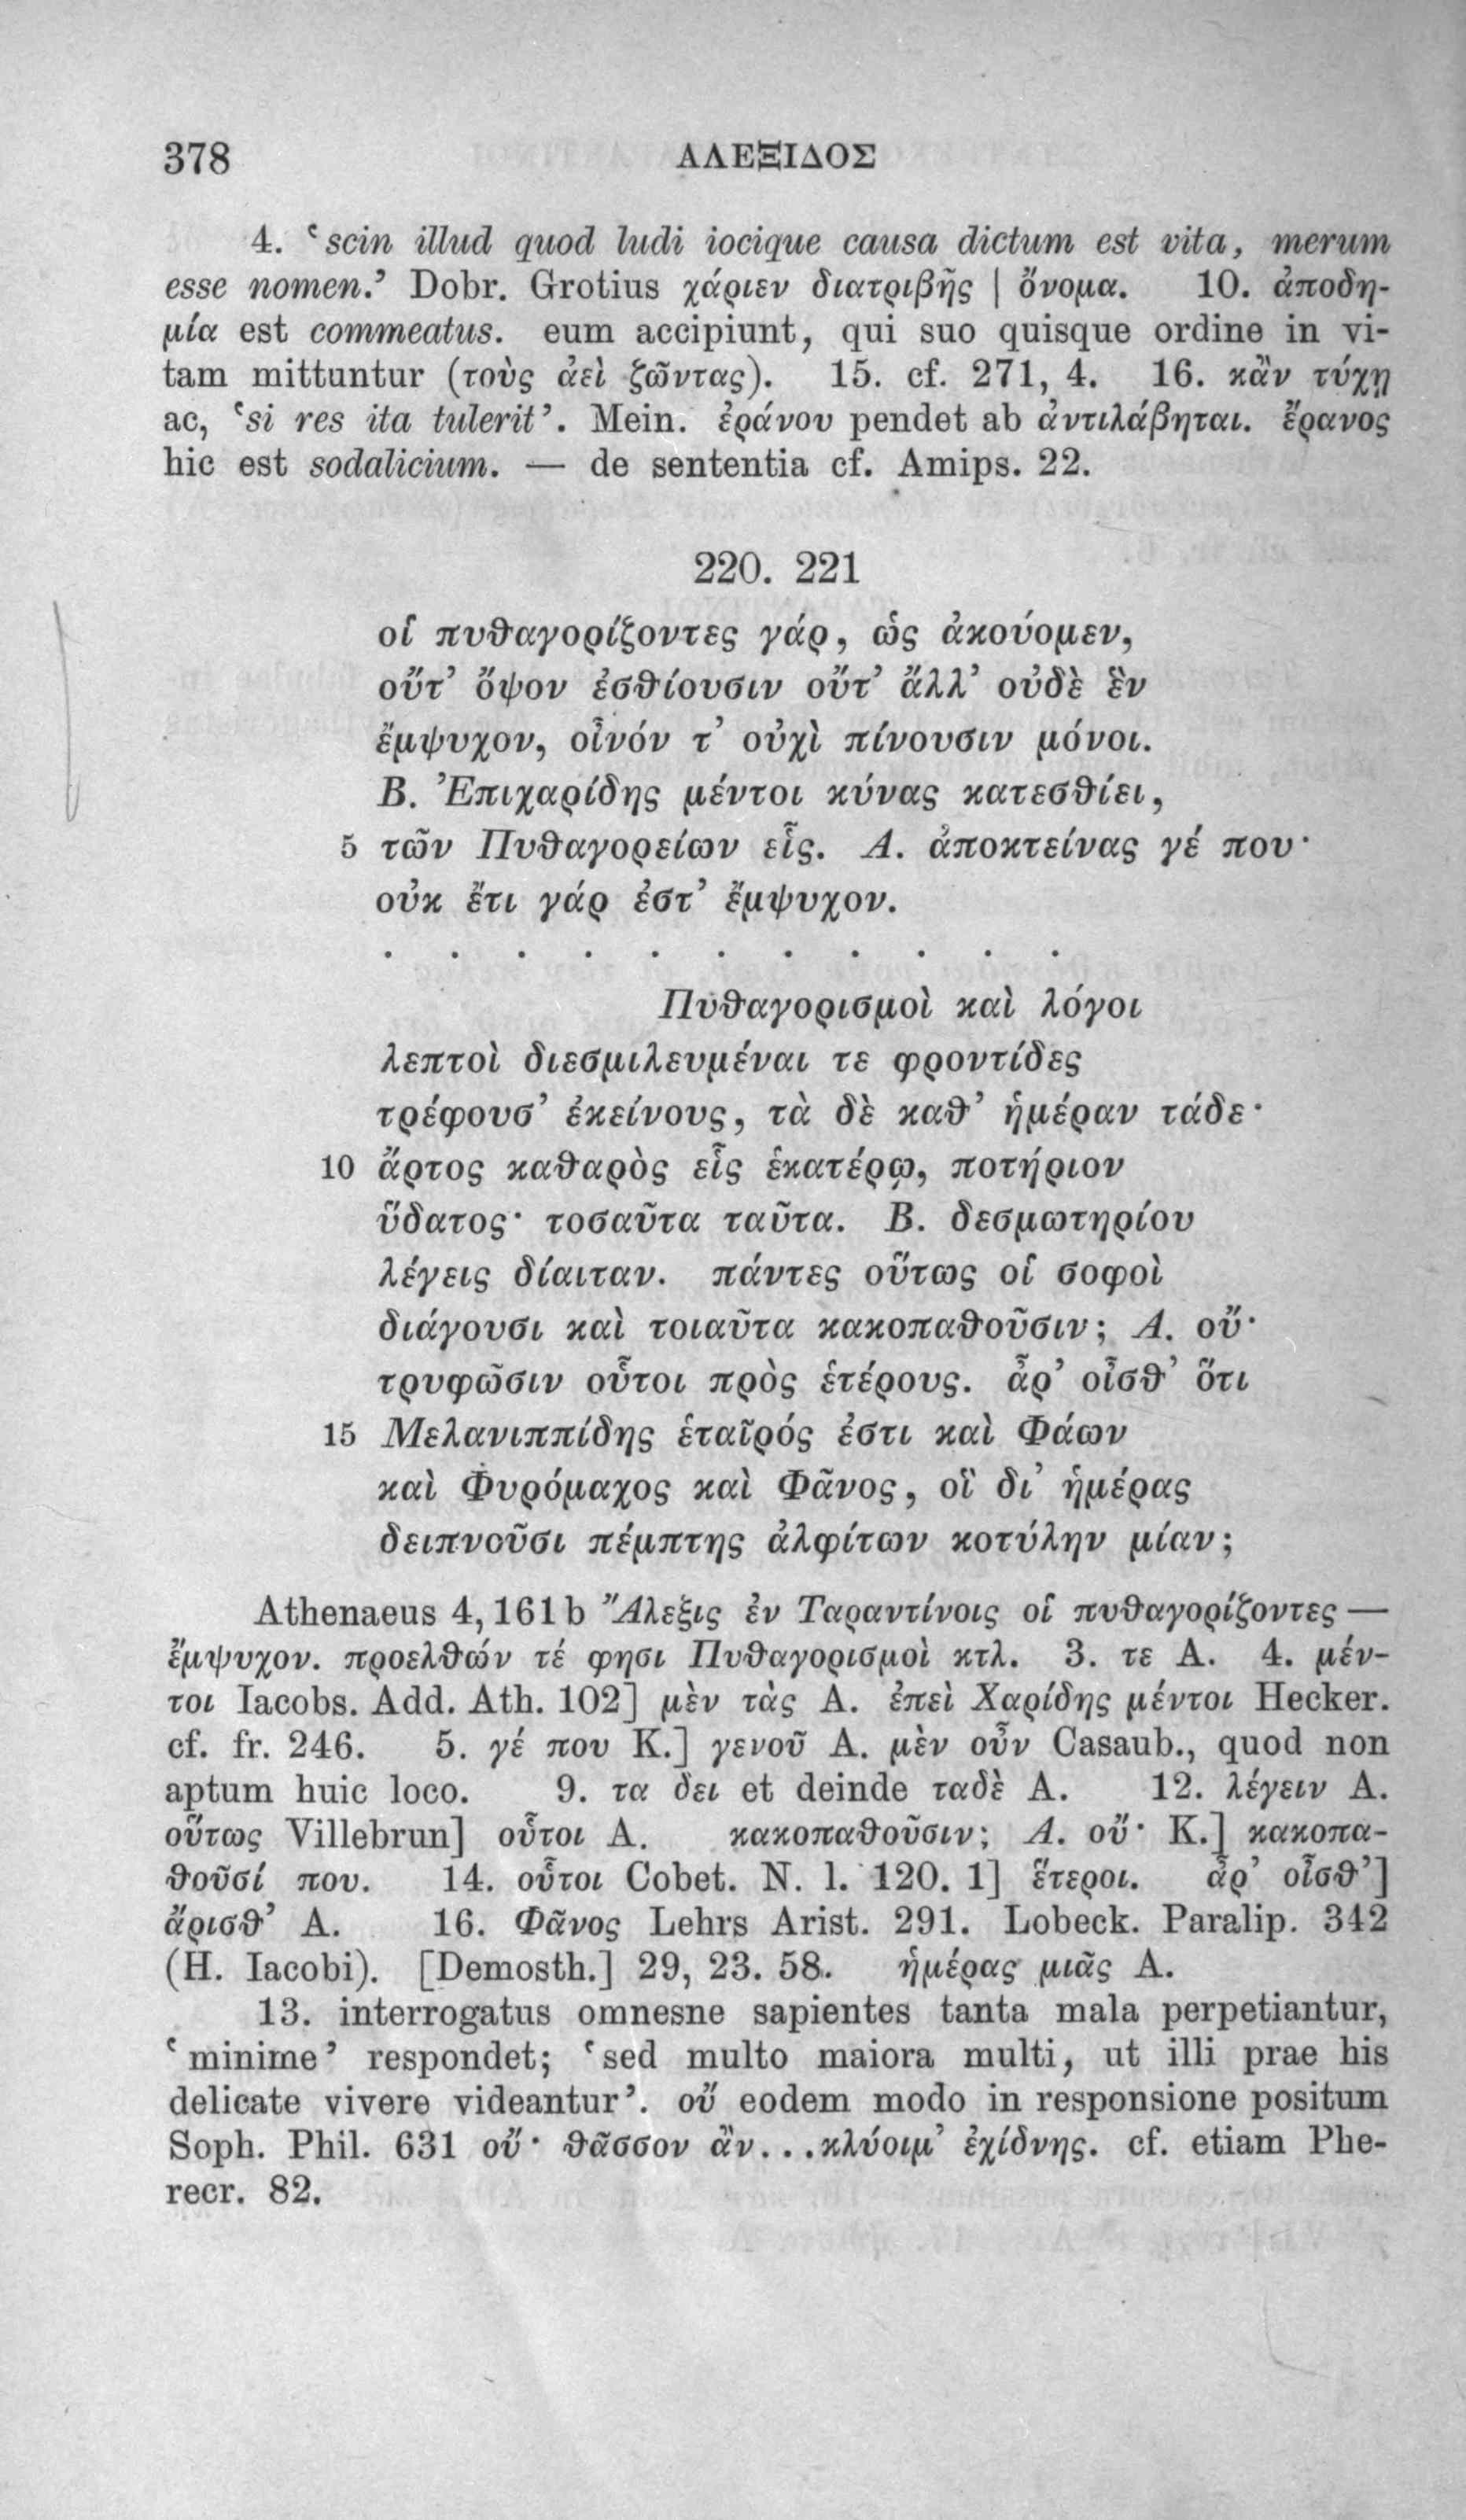 378 ΑΛΕΞΙΔΟΣ
4. ‘scin illud quod ludi iocique causa dictum est vita, merum
esse nomen.’ Dobr. Grotius χάριεν διατριβῆς | ὄνομα. 10. ἀποδη-
μία est commeatus. eum accipiunt, qui suo quisque ordine in vi-
tam mittuntur (τοὺς ἀεὶ ζῶντας). 15. cf. 271, 4. 16. κἂν τύχῃ
ac, ‘si res ita tulerit’. Mein. ἐράνου pendet ab ἀντιλάβηται. ἔρανος
hic est sodalicium. — de sententia cf. Amips. 22.
220. 221
οἱ πυθαγορίζοντες γάρ, ὡς ἀκούομεν,
οὔτ’ ὄψον ἐσθίουσιν οὔτ’ ἄλλ’ οὐδὲ ἓν
ἔμψυχον, οἶνόν τ’ οὐχὶ πίνουσιν μόνοι.
Β. Ἐπιχαρίδης μέντοι κύνας κατεσθίει,
5 τῶν Πυθαγορείων εἷς. Α. ἀποκτείνας γέ που·
οὐκ ἔτι γάρ ἐστ’ ἔμψυχον.
. . . . . . . . . . .
Πυθαγορισμοὶ καὶ λόγοι
λεπτοὶ διεσμιλευμέναι τε φροντίδες
τρέφουσ’ ἐκείνους, τὰ δὲ καθ’ ἡμέραν τάδε·
10 ἄρτος καθαρὸς εἷς ἑκατέρῳ, ποτήριον
ὕδατος· τοσαῦτα ταῦτα. Β. δεσμωτηρίου
λέγεις δίαιταν. πάντες οὕτως οἱ σοφοὶ
διάγουσι καὶ τοιαῦτα κακοπαθοῦσιν; Α. οὔ·
τρυφῶσιν οὗτοι πρὸς ἑτέρους. ἆρ’ οἶσθ’ ὅτι
15 Μελανιππίδης ἑταῖρός ἐστι καὶ Φάων
καὶ Φυρόμαχος καὶ Φᾶνος, οἳ δι’ ἡμέρας
δειπνοῦσι πέμπτης ἀλφίτων κοτύλην μίαν;
Athenaeus 4, 161 b Ἄλεξις ἐν Ταραντίνοις οἱ πυθαγορίζοντες —
ἔμψυχον. προελθών τέ φησι Πυθαγορισμοὶ κτλ. 3. τε A. 4. μέν-
τοι Iacobs. Add. Ath. 102] μὲν τὰς A. ἐπεὶ Χαρίδης μέντοι Hecker.
cf. fr. 246. 5. γέ που K.] γενοῦ A. μὲν οὖν Casaub., quod non
aptum huic loco. 9. τα δει et deinde ταδὲ A. 12. λέγειν A.
οὕτως Villebrun] οὗτοι A. κακοπαθοῦσιν; Α. οὔ· K.] κακοπα-
θοῦσί που. 14. οὗτοι Cobet. N. l. 120. 1] ἕτεροι. ἆρ’ οἶσθ’]
ἄρισθ’ A. 16. Φᾶνος Lehrs Arist. 291. Lobeck. Paralip. 342
(H. Iacobi). [Demosth.] 29, 23. 58. ἡμέρας μιᾶς A.
13. interrogatus omnesne sapientes tanta mala perpetiantur,
‘minime’ respondet; ‘sed multo maiora multi, ut illi prae his
delicate vivere videantur’. οὔ eodem modo in responsione positum
Soph. Phil. 631 οὔ· θᾶσσον ἂν...κλύοιμ’ ἐχίδνης. cf. etiam Phe-
recr. 82.